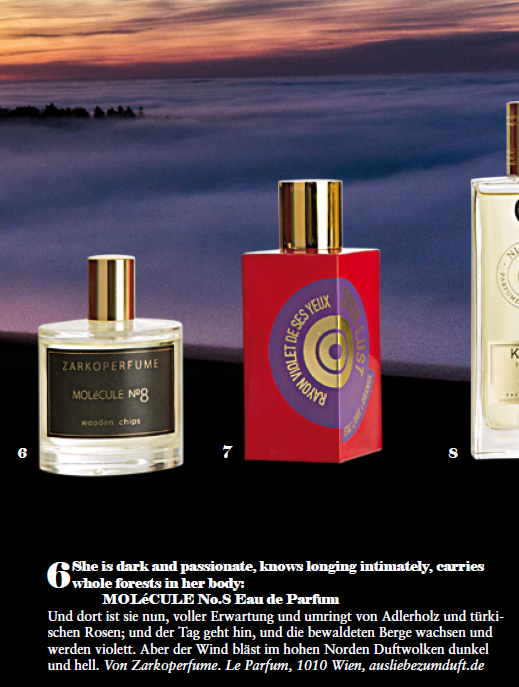 ZARKOPERFUME
MOLéCULE Nº8
wooden chips
RAYON VIOLET DE SES YEUX
LUST
6
7
8
6 She is dark and passionate, knows longing intimately, carries
whole forests in her body:
MOLéCULE No.8 Eau de Parfum
Und dort ist sie nun, voller Erwartung und umringt von Adlerholz und türki-
schen Rosen; und der Tag geht hin, und die bewaldeten Berge wachsen und
werden violett. Aber der Wind bläst im hohen Norden Duftwolken dunkel
und hell. Von Zarkoperfume. Le Parfum, 1010 Wien, ausliebezumduft.de